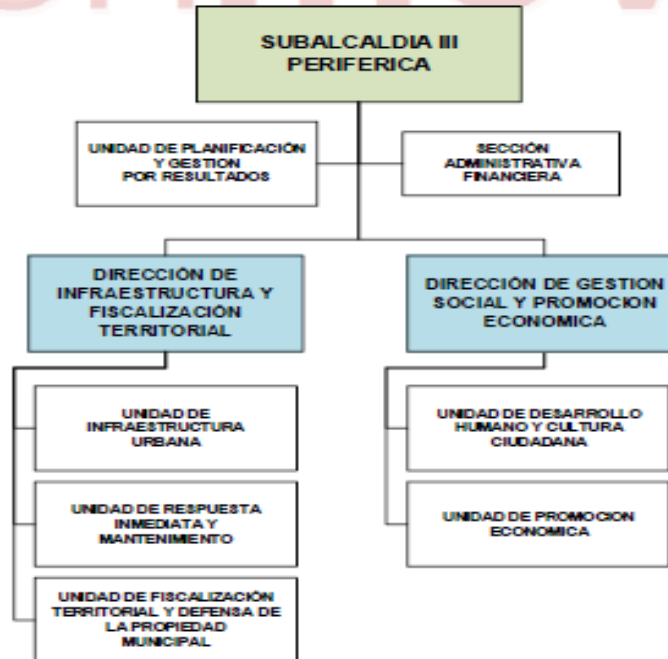 SUBALCALDIA III
PERIFERICA
UNIDAD DE PLANIFICACIÓN
Y GESTION
POR RESULTADOS
SECCIÓN
ADMINISTRATIVA
FINANCIERA
DIRECCIÓN DE
INFRAESTRUCTURA Y
FISCALIZACIÓN
TERRITORIAL
DIRECCIÓN DE GESTION
SOCIAL Y PROMOCION
ECONOMICA
UNIDAD DE
INFRAESTRUCTURA
URBANA
UNIDAD DE DESARROLLO
HUMANO Y CULTURA
CIUDADANA
UNIDAD DE RESPUESTA
INMEDIATA Y
MANTENIMIENTO
UNIDAD DE PROMOCION
ECONOMICA
UNIDAD DE FISCALIZACIÓN
TERRITORIAL Y DEFENSA DE
LA PROPIEDAD
MUNICIPAL